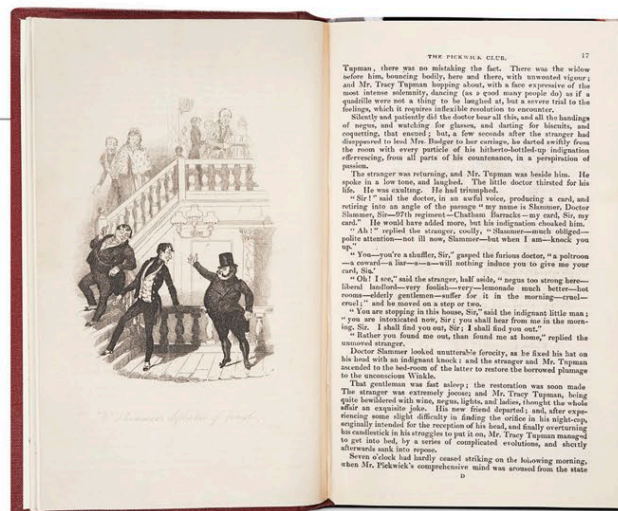 THE PICKWICK CLUB. 17
Tupman, there was no mistaking the fact. There was the widow
before him, bouncing bodily, here and there, with unwonted vigour;
and Mr. Tracy Tupman hopping about, with a face expressive of the
most intense solemnity, dancing (as a good many people do) as if a
quadrille were not a thing to be laughed at, but a severe trial to the
feelings, which it requires inflexible resolution to encounter.
Silently and patiently did the doctor bear all this, and all the handings
of negus, and watching for glasses, and darting for biscuits, and
coquetting, that ensued; but, a few seconds after the stranger had
disappeared to lead Mrs. Budger to her carriage, he darted swiftly from
the room with every particle of his hitherto-bottled-up indignation
effervescing, from all parts of his countenance, in a perspiration of
passion.
The stranger was returning, and Mr. Tupman was beside him. He
spoke in a low tone, and laughed. The little doctor thirsted for his
life. He was exulting. He had triumphed.
"Sir!" said the doctor, in an awful voice, producing a card, and
retiring into an angle of the passage "my name is Slammer, Doctor
Slammer, Sir—97th regiment—Chatham Barracks—my card, Sir, my
card." He would have added more, but his indignation choaked him.
"Ah!" replied the stranger, coolly, "Slammer—much obliged—
polite attention—not ill now, Slammer—but when I am—knock you
up."
"You—you're a shuffler, Sir," gasped the furious doctor, "a poltroon
—a coward—a liar—a—a—will nothing induce you to give me your
card, Sir."
"Oh! I see," said the stranger, half aside, "negus too strong here—
liberal landlord—very foolish—very—lemonade much better—hot
rooms—elderly gentlemen—suffer for it in the morning—cruel—
cruel;" and he moved on a step or two.
"You are stopping in this house, Sir," said the indignant little man;
"you are intoxicated now, Sir; you shall hear from me in the morn-
ing, Sir. I shall find you out, Sir; I shall find you out."
"Rather you found me out, than found me at home," replied the
unmoved stranger.
Doctor Slammer looked unutterable ferocity, as he fixed his hat on
his head with an indignant knock; and the stranger and Mr. Tupman
ascended to the bed-room of the latter to restore the borrowed plumage
to the unconscious Winkle.
That gentleman was fast asleep; the restoration was soon made
The stranger was extremely jocose; and Mr. Tracy Tupman, being
quite bewildered with wine, negus, lights, and ladies, thought the whole
affair an exquisite joke. His new friend departed; and, after expe-
riencing some slight difficulty in finding the orifice in his night-cap,
originally intended for the reception of his head, and finally overturning
his candlestick in his struggles to put it on, Mr. Tracy Tupman managed
to get into bed, by a series of complicated evolutions, and shortly
afterwards sank into repose.
Seven o'clock had hardly ceased striking on the following morning,
when Mr. Pickwick's comprehensive mind was aroused from the state
D